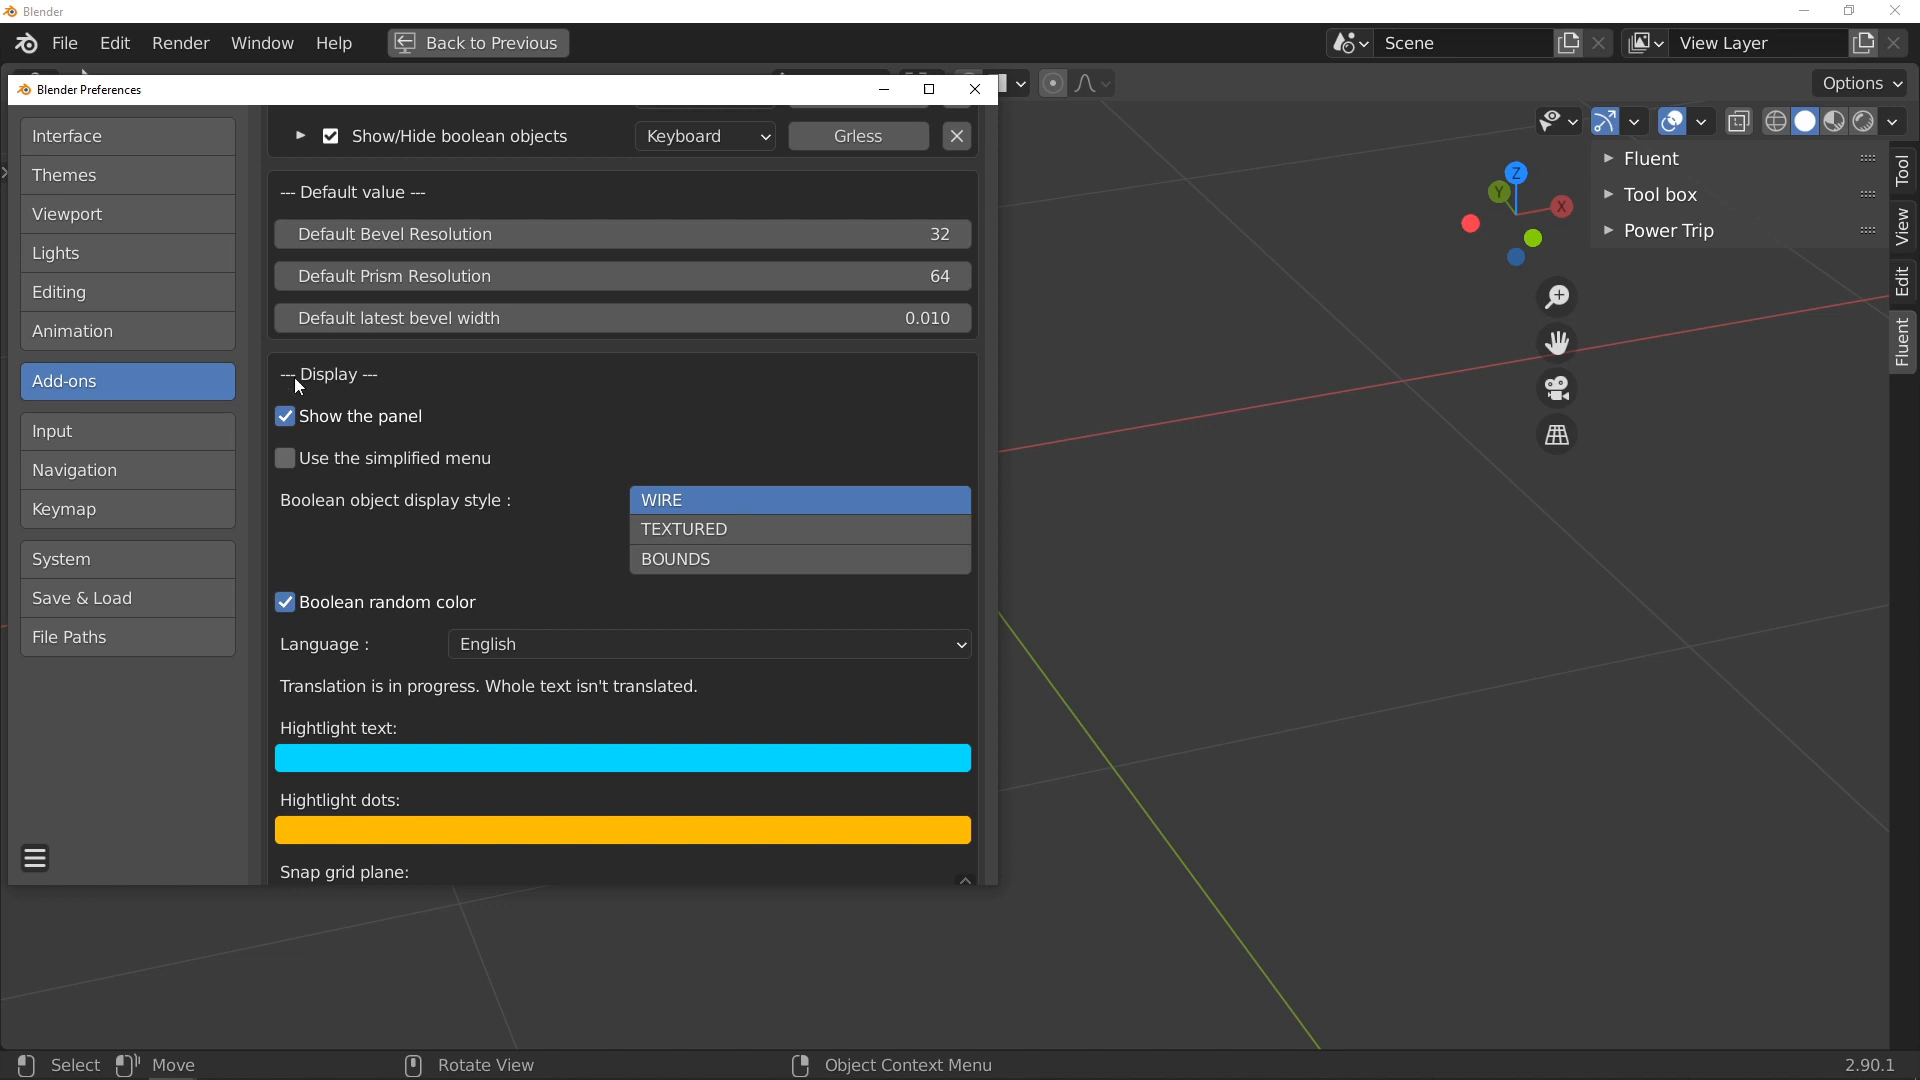 Blender
File Edit Render Window Help Back to Previous Scene View Layer
Options
Blender Preferences
Interface
Themes
Viewport
Lights
Editing
Animation
Add-ons
Input
Navigation
Keymap
System
Save & Load
File Paths
Show/Hide boolean objects Keyboard Grless
--- Default value ---
Default Bevel Resolution 32
Default Prism Resolution 64
Default latest bevel width 0.010
--- Display ---
Show the panel
Use the simplified menu
Boolean object display style : WIRE
TEXTURED
BOUNDS
Boolean random color
Language : English
Translation is in progress. Whole text isn't translated.
Hightlight text:
Hightlight dots:
Snap grid plane:
Z
Y
X
Fluent
Tool box
Power Trip
Tool
View
Edit
Fluent
Select Move Rotate View Object Context Menu 2.90.1